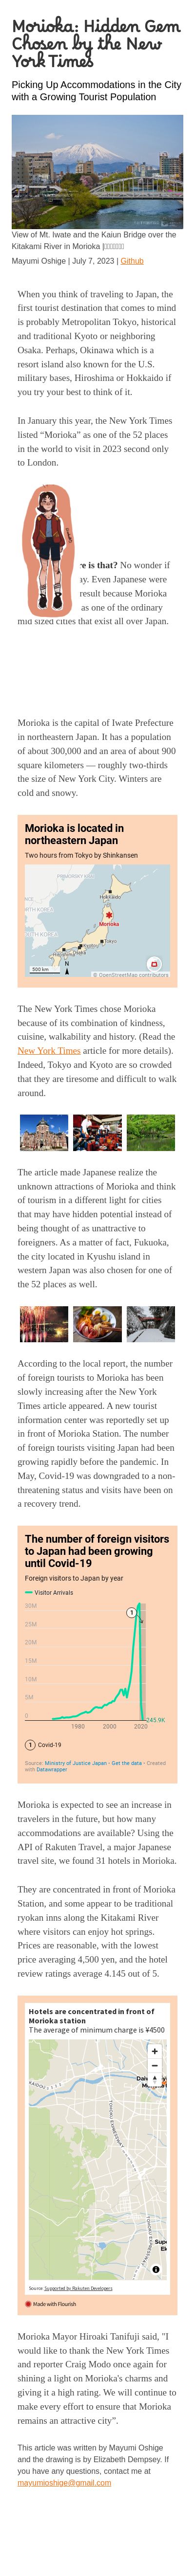 Morioka: Hidden Gem
Chosen by the New
York Times
Picking Up Accommodations in the City
with a Growing Tourist Population
View of Mt. Iwate and the Kaiun Bridge over the
Kitakami River in Morioka |
Mayumi Oshige | July 7, 2023 | Github
When you think of traveling to Japan, the
first tourist destination that comes to mind
is probably Metropolitan Tokyo, historical
and traditional Kyoto or neighboring
Osaka. Perhaps, Okinawa which is a
resort island also known for the U.S.
military bases, Hiroshima or Hokkaido if
you try your best to think of it.
In January this year, the New York Times
listed “Morioka” as one of the 52 places
in the world to visit in 2023 second only
to London.
re is that? No wonder if
ay. Even Japanese were
result because Morioka
as one of the ordinary
mid sized cities that exist all over Japan.
Morioka is the capital of Iwate Prefecture
in northeastern Japan. It has a population
of about 300,000 and an area of about 900
square kilometers — roughly two-thirds
the size of New York City. Winters are
cold and snowy.
Morioka is located in
northeastern Japan
Two hours from Tokyo by Shinkansen
Hokkaido
NORTH KOREA
SOUTH KOREA
Morioka
Tokyo
500 km
N
© OpenStreetMap contributors
The New York Times chose Morioka
because of its combination of kindness,
cuisine, walkability and history. (Read the
New York Times article for more details).
Indeed, Tokyo and Kyoto are so crowded
that they are tiresome and difficult to walk
around.
The article made Japanese realize the
unknown attractions of Morioka and think
of tourism in a different light for cities
that may have hidden potential instead of
being thought of as unattractive to
foreigners. As a matter of fact, Fukuoka,
the city located in Kyushu island in
western Japan was also chosen for one of
the 52 places as well.
According to the local report, the number
of foreign tourists to Morioka has been
slowly increasing after the New York
Times article appeared. A new tourist
information center was reportedly set up
in front of Morioka Station. The number
of foreign tourists visiting Japan had been
growing rapidly before the pandemic. In
May, Covid-19 was downgraded to a non-
threatening status and visits have been on
a recovery trend.
The number of foreign visitors
to Japan had been growing
until Covid-19
Foreign visitors to Japan by year
Visitor Arrivals
30M
25M
20M
15M
10M
5M
0
1
245.9K
1980 2000 2020
1 Covid-19
Source: Ministry of Justice Japan • Get the data • Created
with Datawrapper
Morioka is expected to see an increase in
travelers in the future, but how many
accommodations are available? Using the
API of Rakuten Travel, a major Japanese
travel site, we found 31 hotels in Morioka.
They are concentrated in front of Morioka
Station, and some appear to be traditional
ryokan inns along the Kitakami River
where visitors can enjoy hot springs.
Prices are reasonable, with the lowest
price averaging 4,500 yen, and the hotel
review ratings average 4.145 out of 5.
Hotels are concentrated in front of
Morioka station
The average of minimum charge is ¥4500
Source: Supported by Rakuten Developers
Made with Flourish
Morioka Mayor Hiroaki Tanifuji said, "I
would like to thank the New York Times
and reporter Craig Modo once again for
shining a light on Morioka's charms and
giving it a high rating. We will continue to
make every effort to ensure that Morioka
remains an attractive city”.
This article was written by Mayumi Oshige
and the drawing is by Elizabeth Dempsey. If
you have any questions, contact me at
mayumioshige@gmail.com